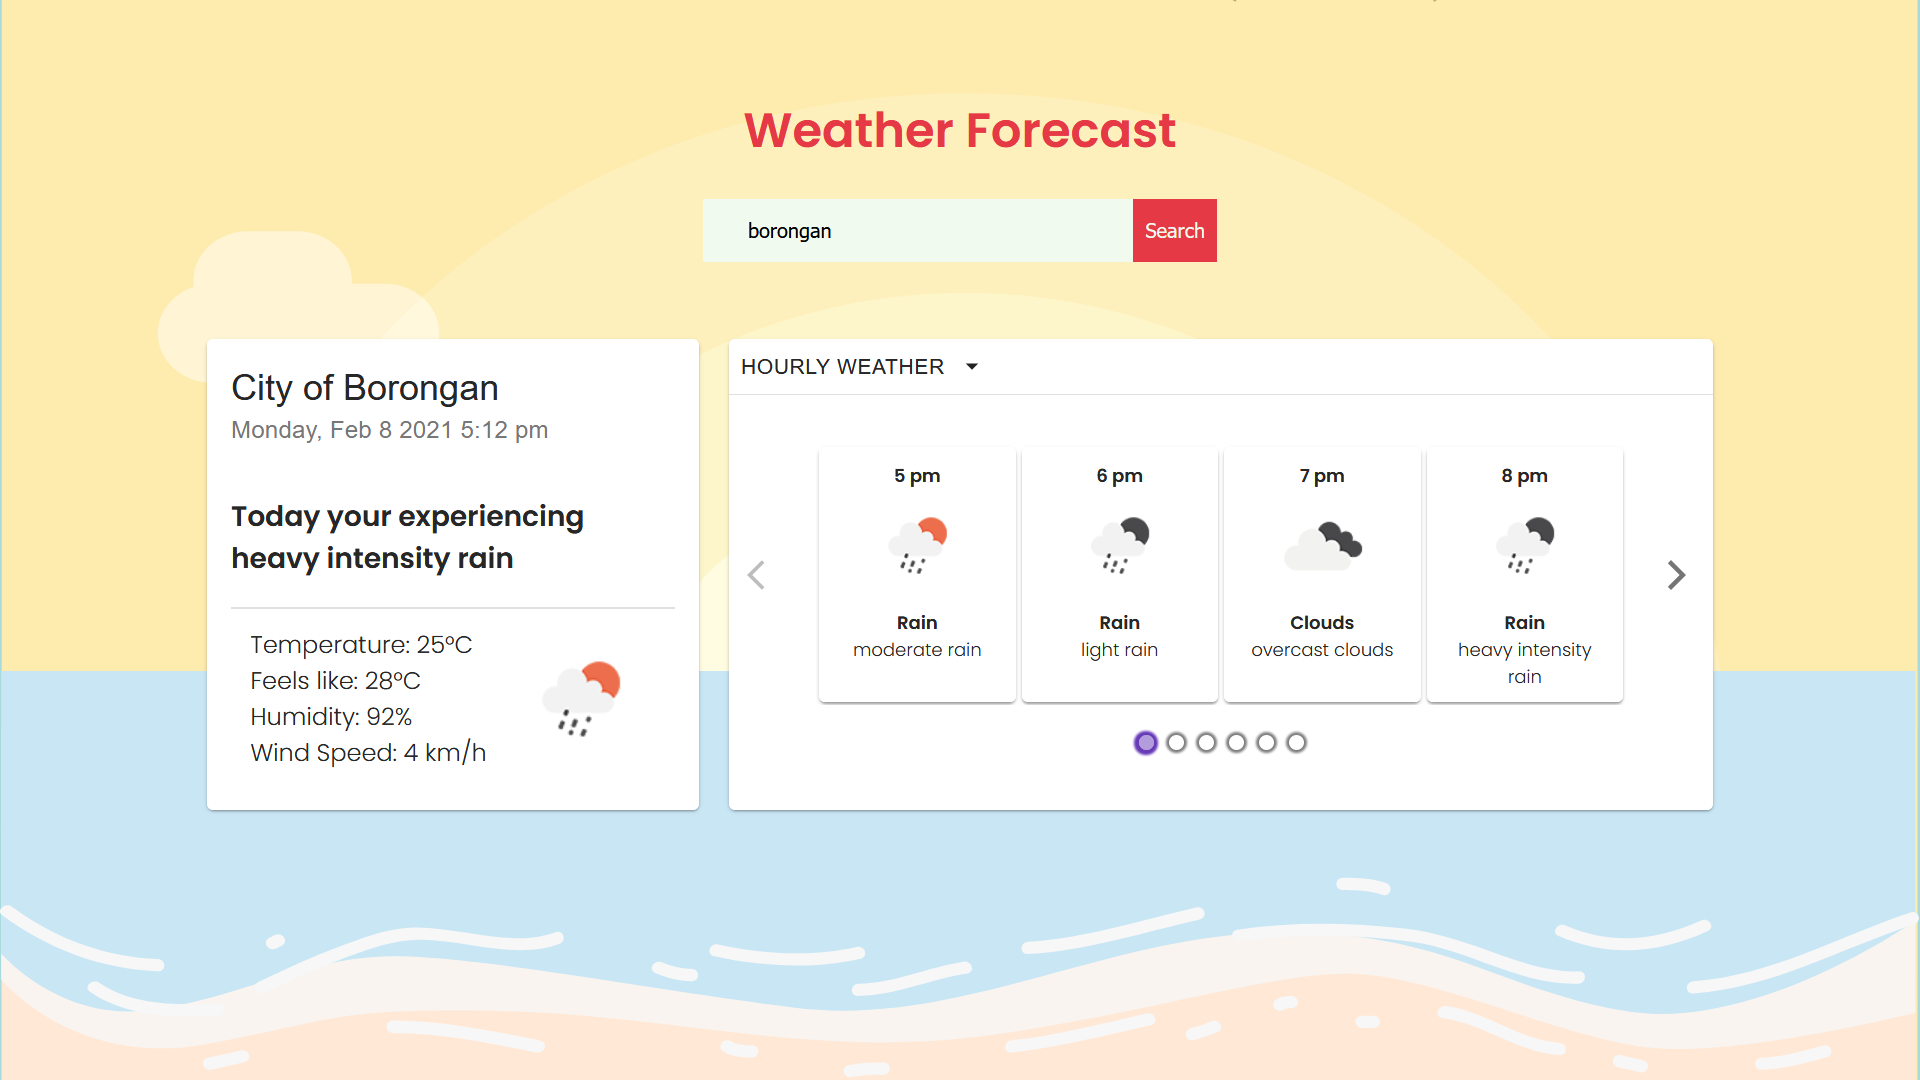 Weather Forecast
borongan
Search
City of Borongan
Monday, Feb 8 2021 5:12 pm
Today your experiencing
heavy intensity rain
Temperature: 25°C
Feels like: 28°C
Humidity: 92%
Wind Speed: 4 km/h
HOURLY WEATHER
5 pm
Rain
moderate rain
6 pm
Rain
light rain
7 pm
Clouds
overcast clouds
8 pm
Rain
heavy intensity
rain